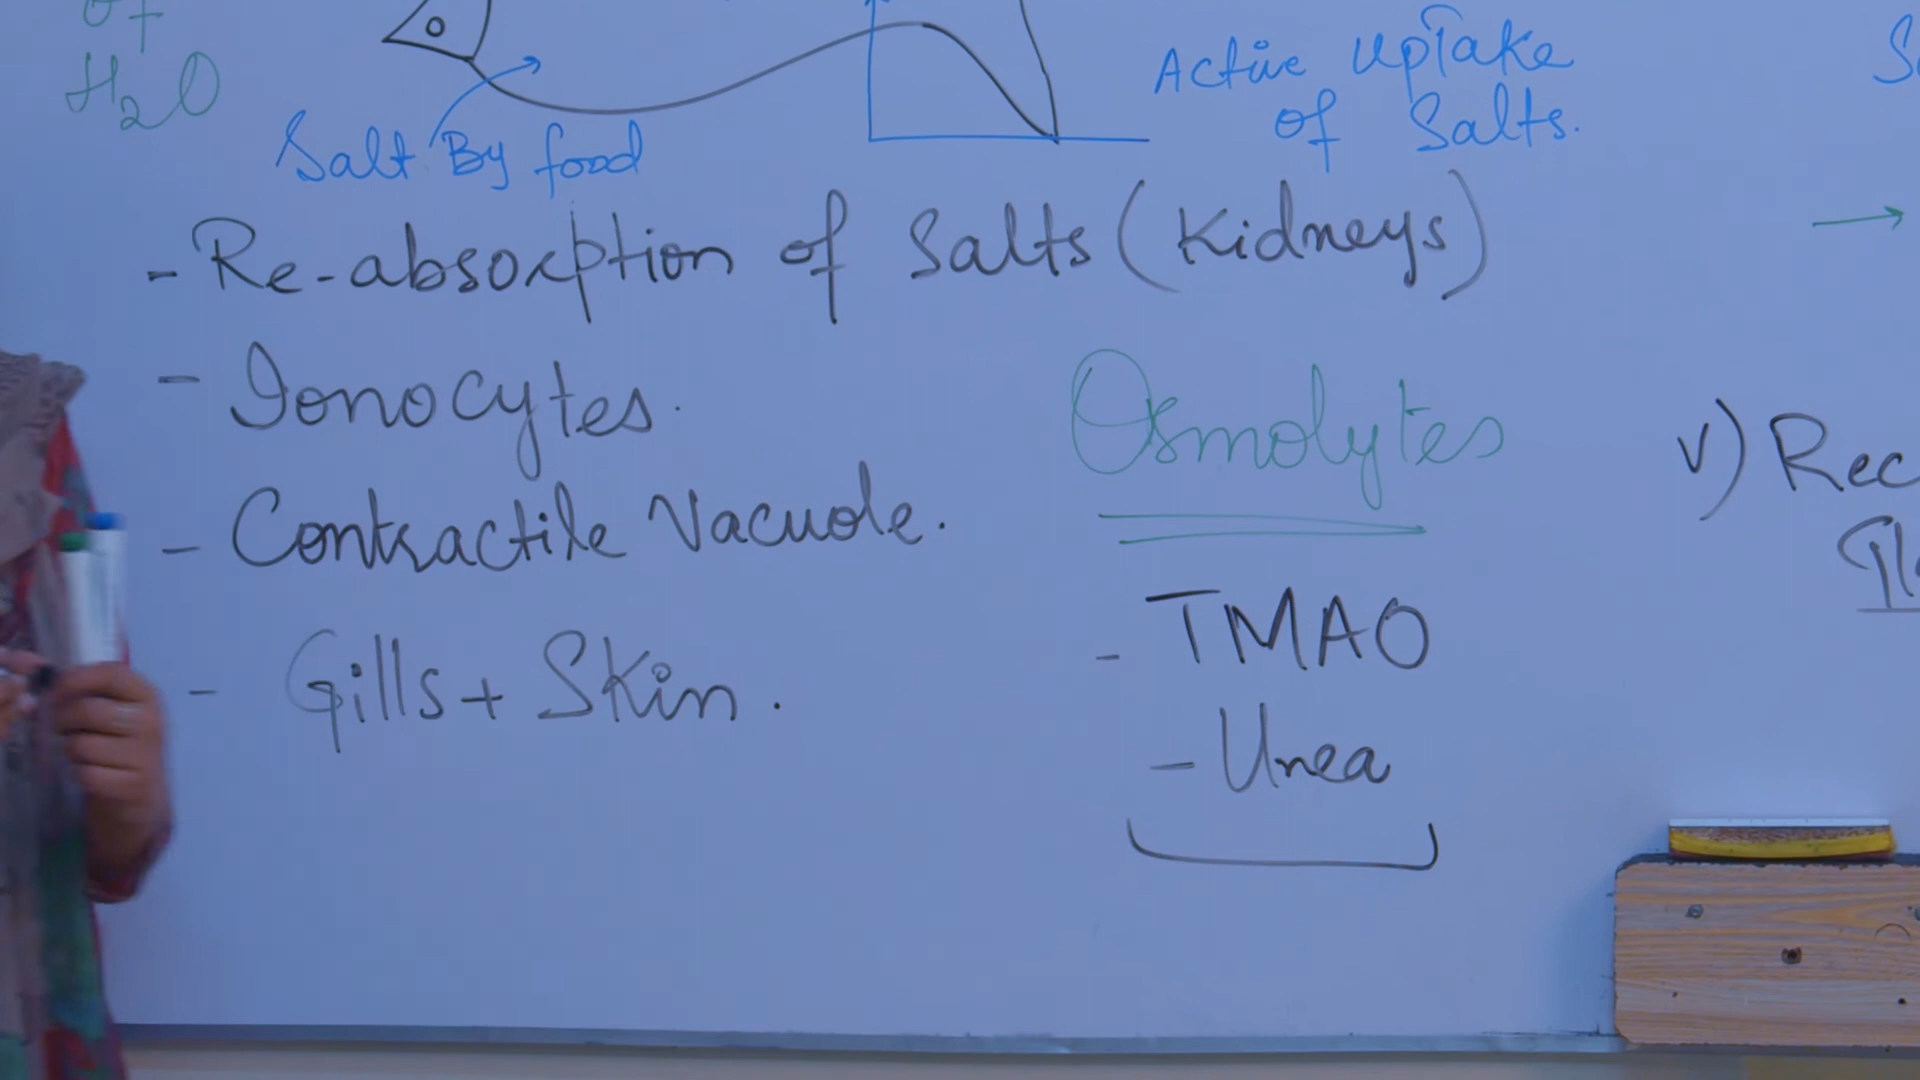 of
H2O
Salt By food
Active Uptake
of Salts.
- Re-absorption of Salts (Kidneys)
- Ionocytes.
- Contractile Vacuole.
- Gills + Skin.
Osmolytes
- TMAO
- Urea
v) Rec